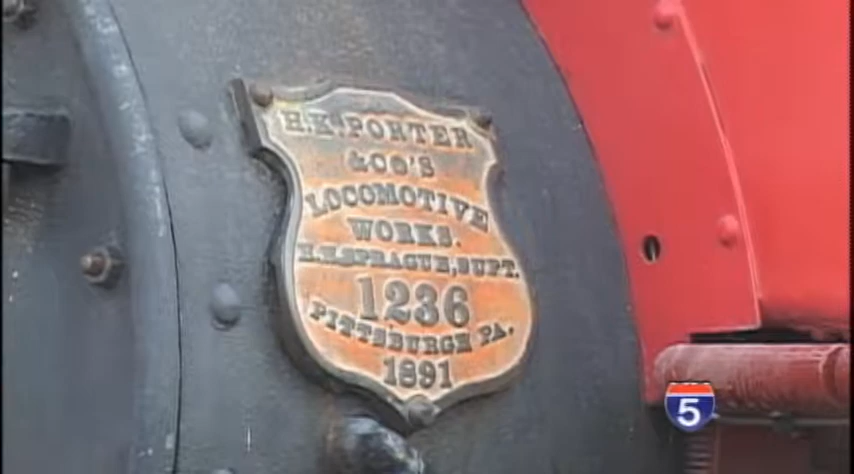 H.K. PORTER
& CO'S
LOCOMOTIVE
WORKS.
H.K. SPRAGUE, SUPT.
1236
PITTSBURGH PA.
1891
5